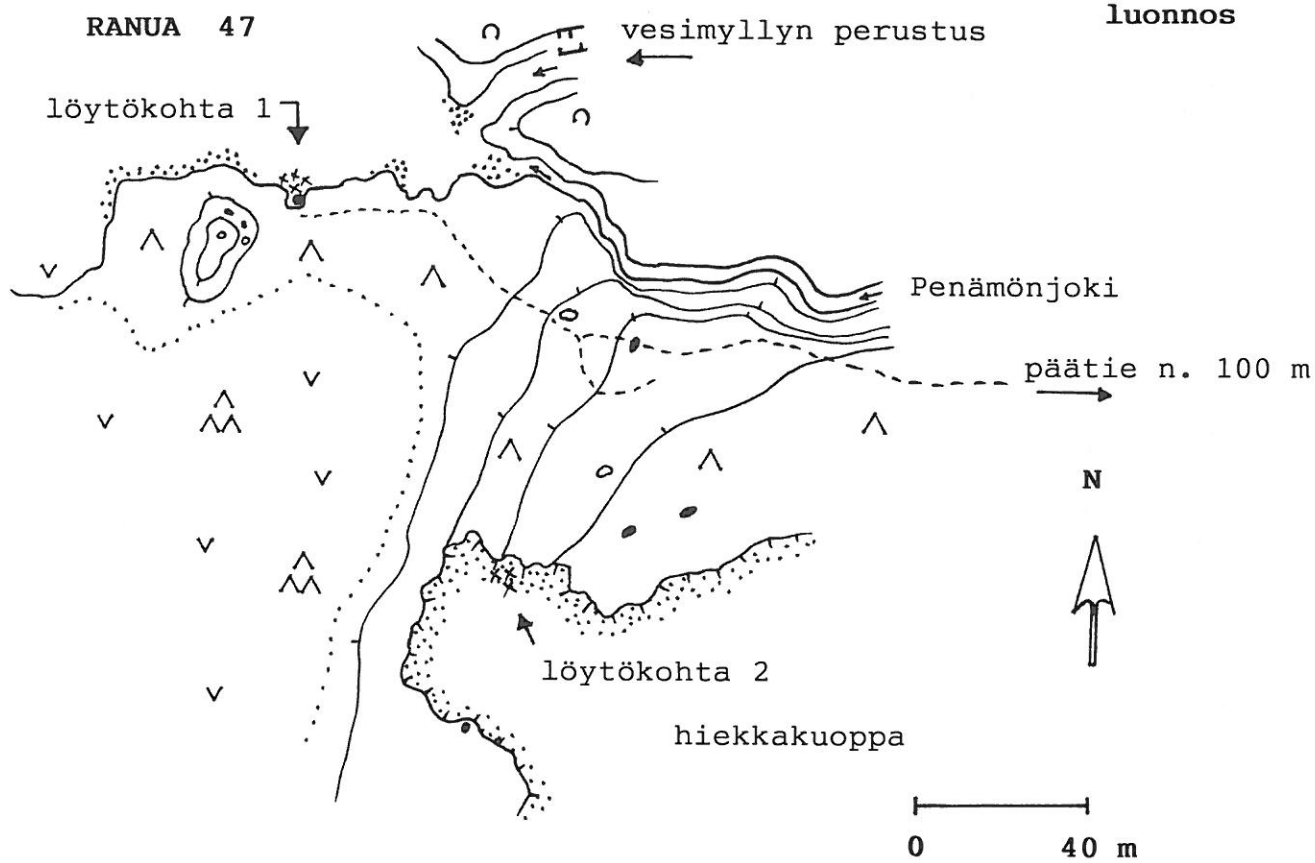 RANUA 47
luonnos
vesimyllyn perustus
löytökohta 1
Penämönjoki
päätie n. 100 m
N
löytökohta 2
hiekkakuoppa
0 40 m